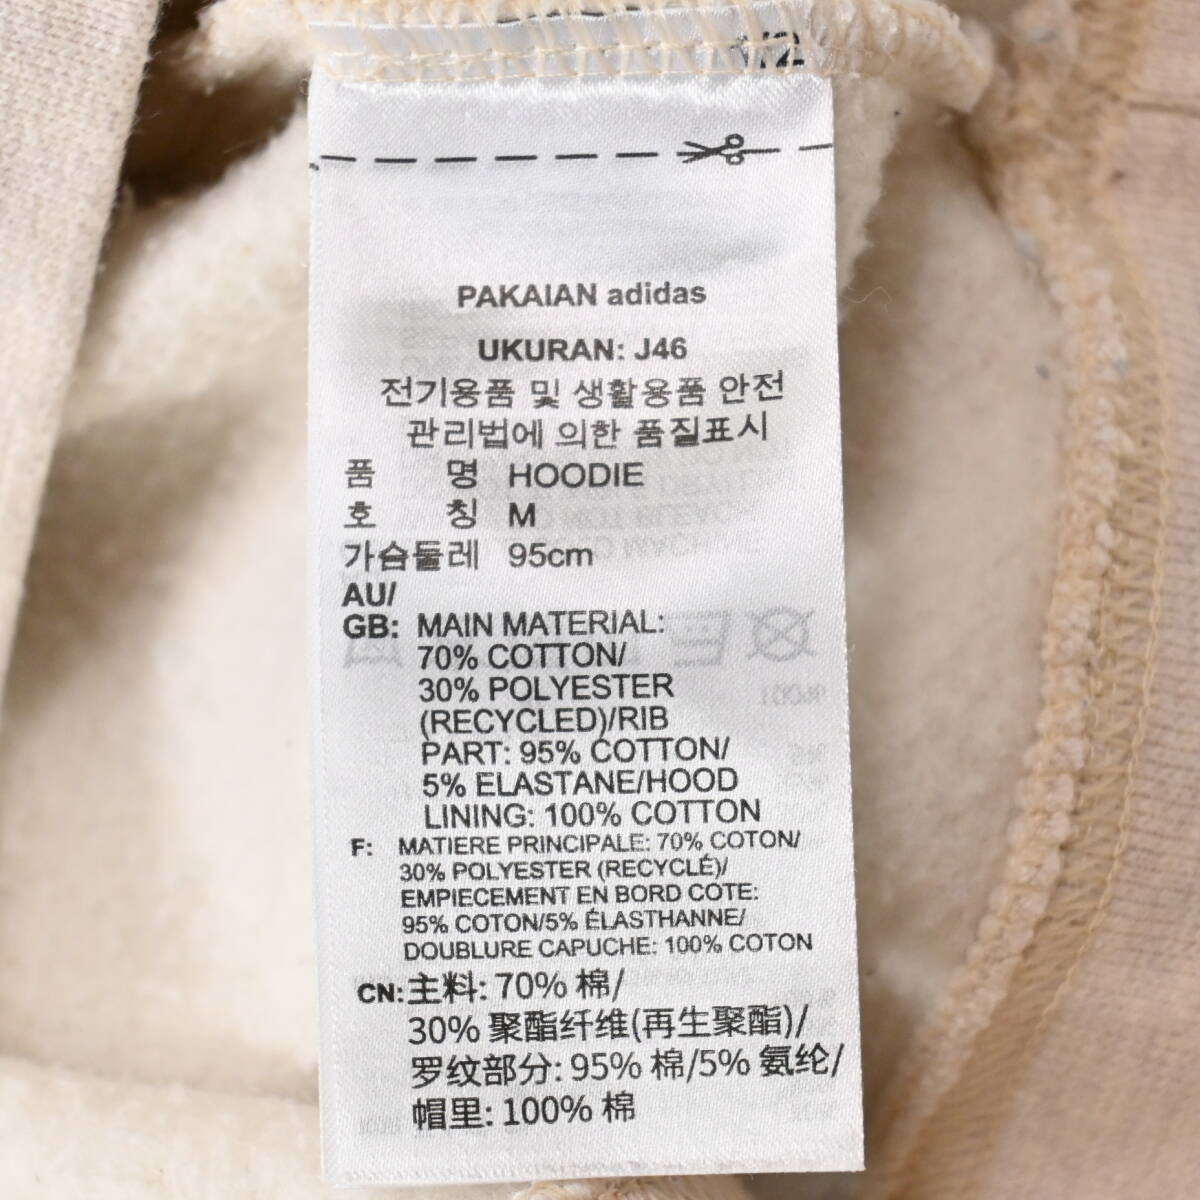 /2
PAKAIAN adidas
UKURAN: J46
전기용품 및 생활용품 안전
관리법에 의한 품질표시
품 명 HOODIE
호 칭 M
가슴둘레 95cm
AU/
GB: MAIN MATERIAL:
70% COTTON/
30% POLYESTER
(RECYCLED)/RIB
PART: 95% COTTON/
5% ELASTANE/HOOD
LINING: 100% COTTON
F: MATIERE PRINCIPALE: 70% COTON/
30% POLYESTER (RECYCLÉ)/
EMPIECEMENT EN BORD COTE:
95% COTON/5% ÉLASTHANNE/
DOUBLURE CAPUCHE: 100% COTON
CN: 主料: 70% 棉/
30% 聚酯纤维(再生聚酯)/
罗纹部分: 95% 棉/5% 氨纶/
帽里: 100% 棉